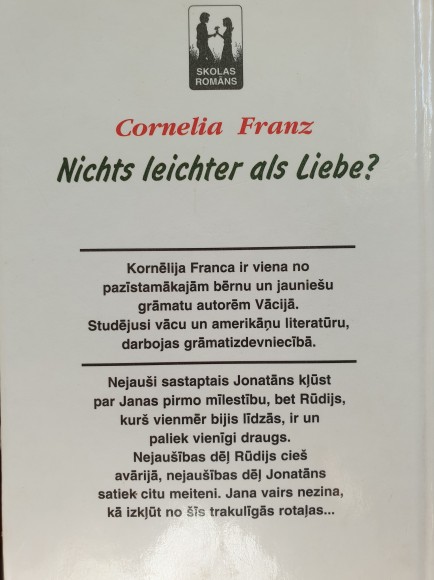 SKOLAS
ROMĀNS
Cornelia Franz
Nichts leichter als Liebe?
Kornēlija Franca ir viena no
pazīstamākajām bērnu un jauniešu
grāmatu autorēm Vācijā.
Studējusi vācu un amerikāņu literatūru,
darbojas grāmatizdevniecībā.
Nejauši sastaptais Jonatāns kļūst
par Janas pirmo mīlestību, bet Rūdijs,
kurš vienmēr bijis līdzās, ir un
paliek vienīgi draugs.
Nejaušības dēļ Rūdijs cieš
avārijā, nejaušības dēļ Jonatāns
satiek citu meiteni. Jana vairs nezina,
kā izkļūt no šīs trakulīgās rotaļas...